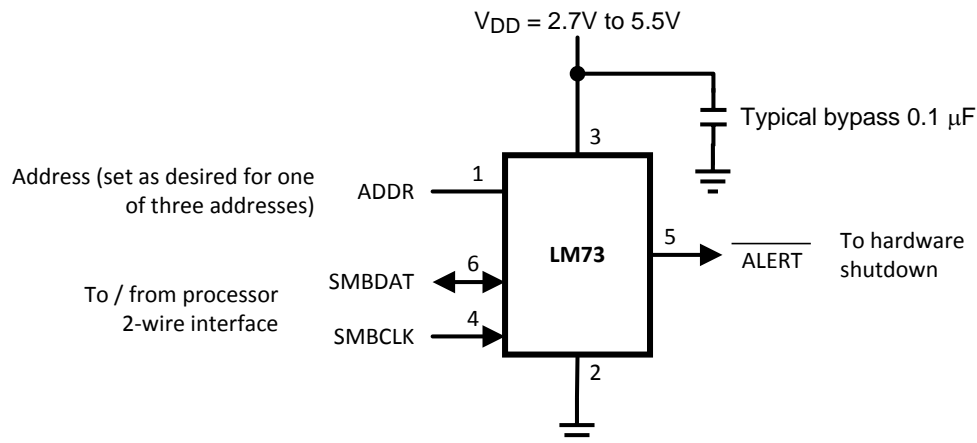 V_DD = 2.7V to 5.5V
Typical bypass 0.1 μF
3
Address (set as desired for one
of three addresses)
ADDR
1
LM73
5
ALERT
To hardware
shutdown
SMBDAT
6
To / from processor
2-wire interface
SMBCLK
4
2